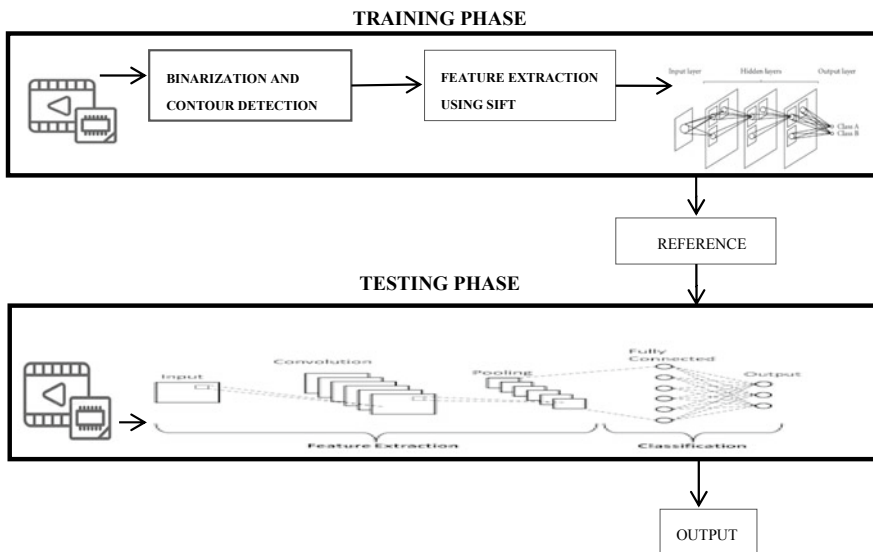 TRAINING PHASE
BINARIZATION AND
CONTOUR DETECTION
FEATURE EXTRACTION
USING SIFT
Input layer
Hidden layers
Output layer
Class A
Class B
REFERENCE
TESTING PHASE
Input
Convolution
Pooling
Fully
Connected
Output
Feature Extraction
Classification
OUTPUT